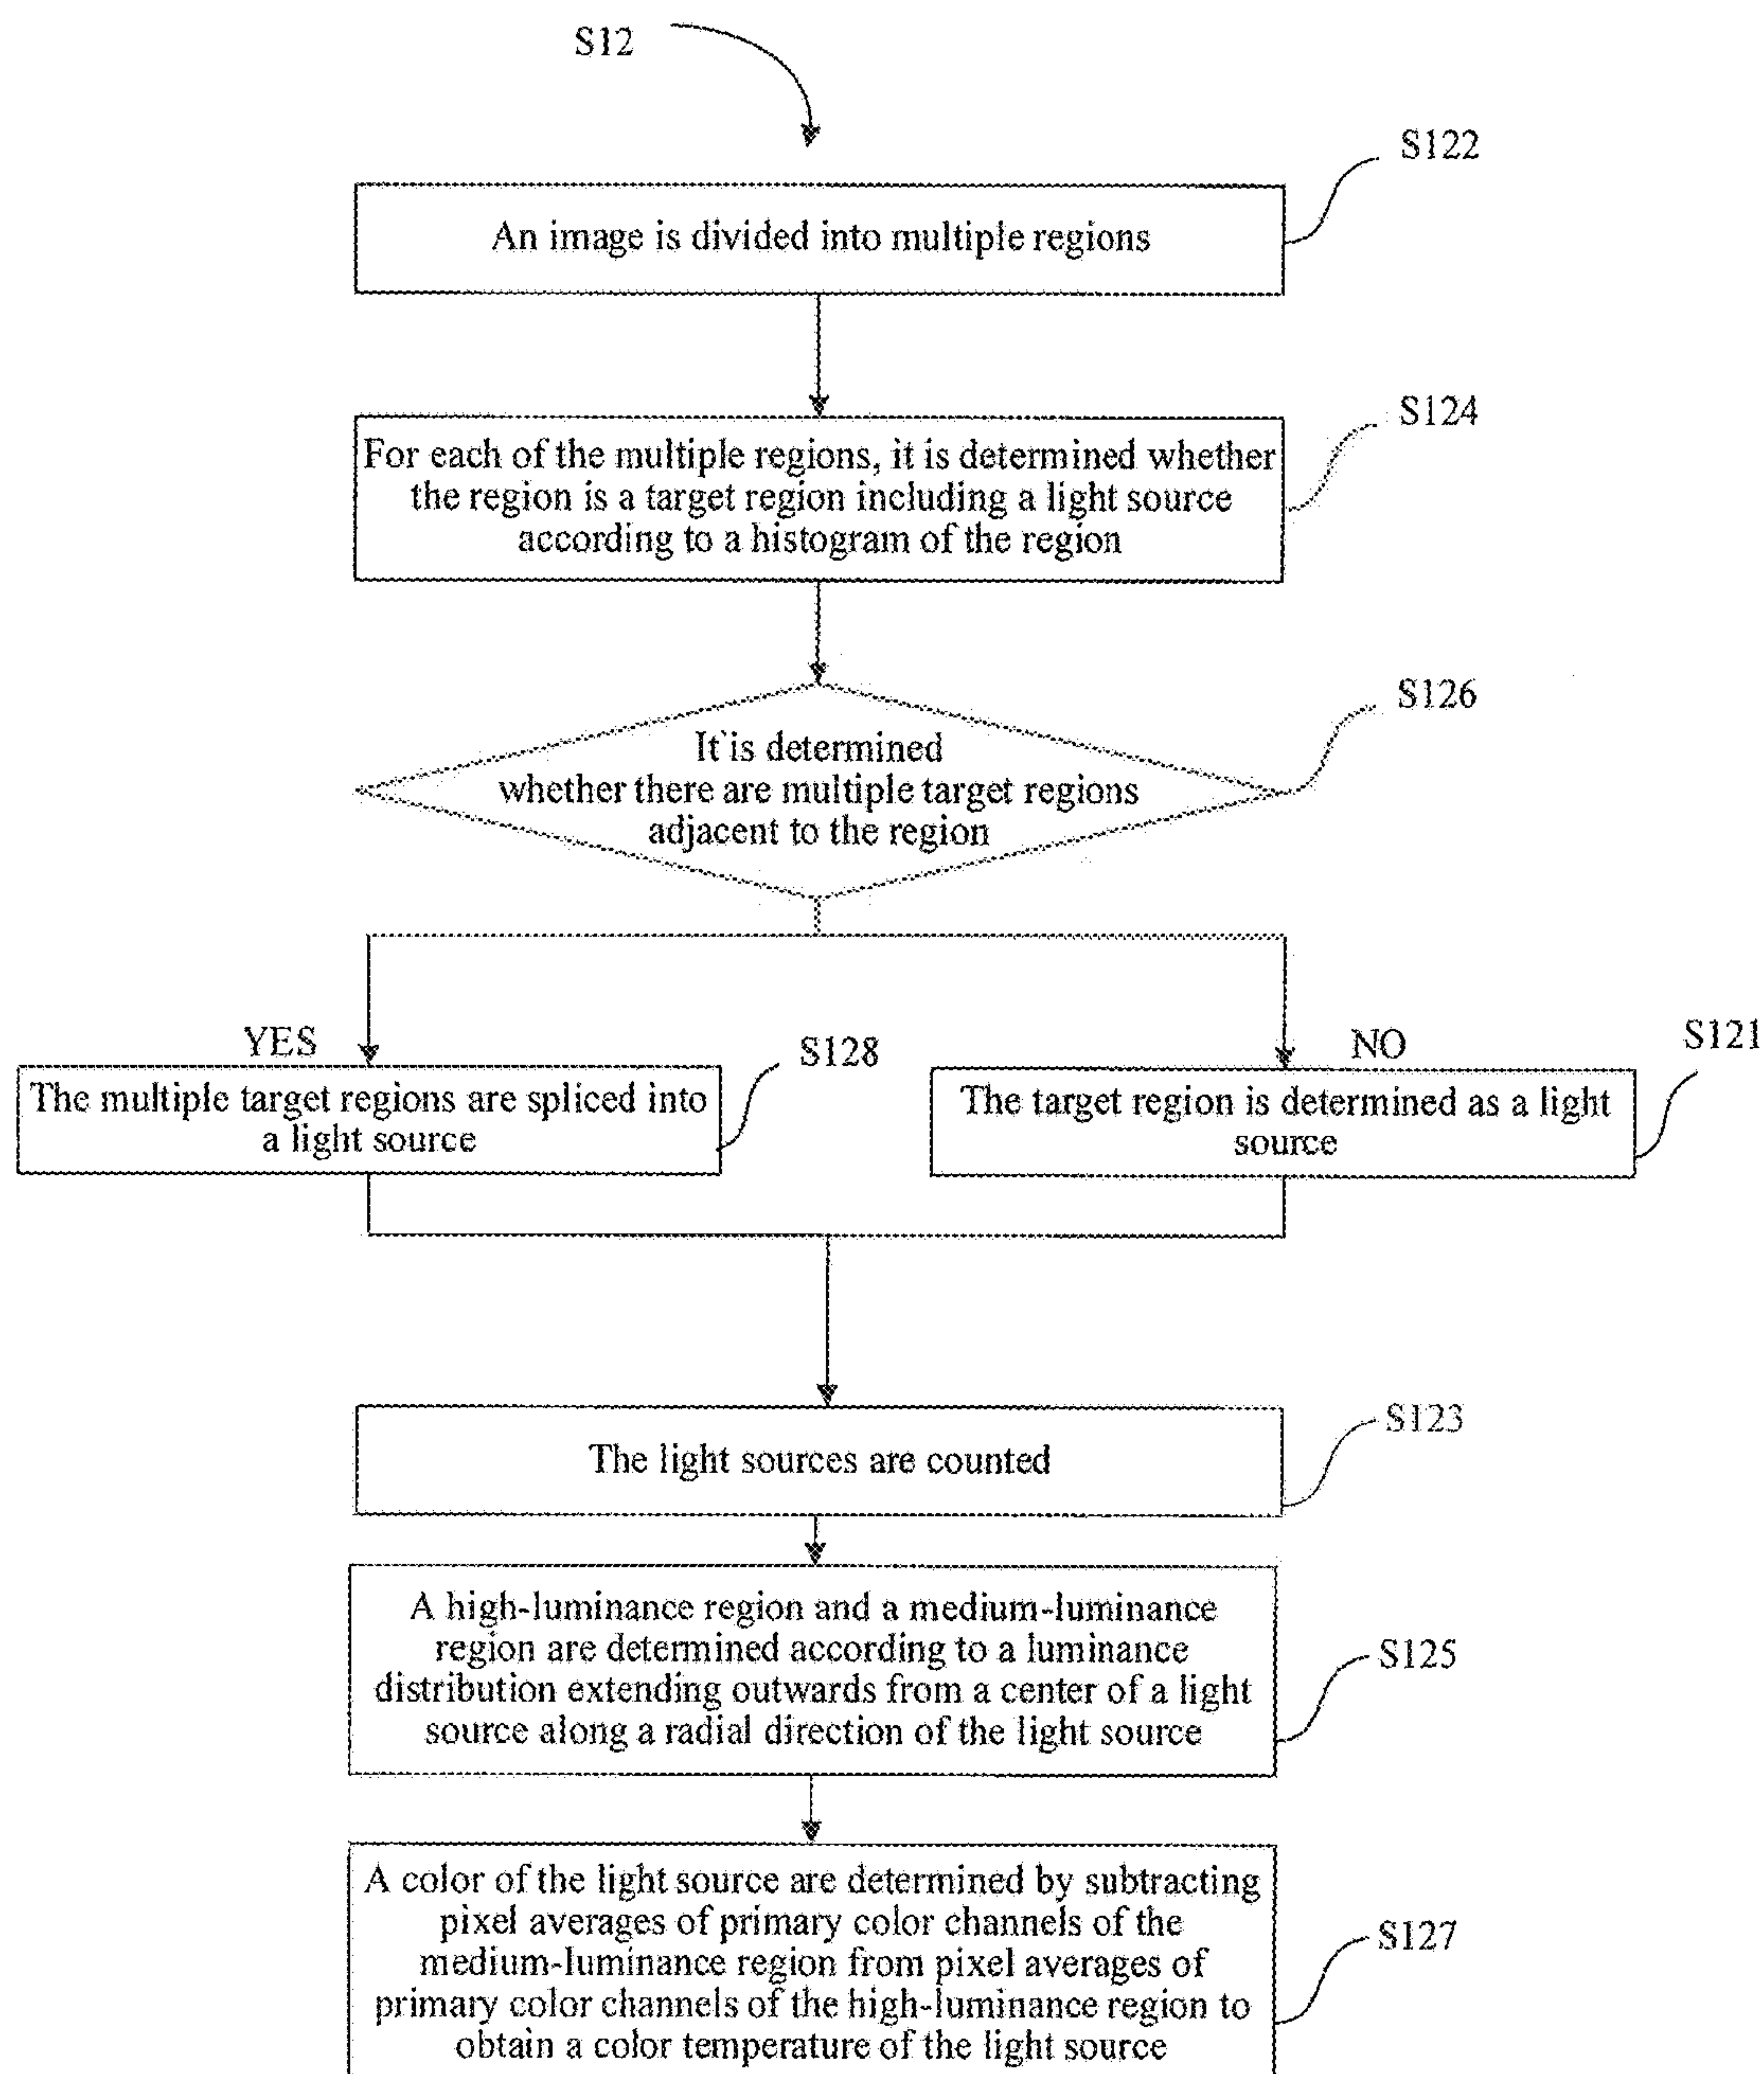 S12
S122
An image is divided into multiple regions
S124
For each of the multiple regions, it is determined whether
the region is a target region including a light source
according to a histogram of the region
S126
It is determined
whether there are multiple target regions
adjacent to the region
YES
S128
NO
S121
The multiple target regions are spliced into
a light source
The target region is determined as a light
source
S123
The light sources are counted
A high-luminance region and a medium-luminance
region are determined according to a luminance
distribution extending outwards from a center of a light
source along a radial direction of the light source
S125
A color of the light source are determined by subtracting
pixel averages of primary color channels of the
medium-luminance region from pixel averages of
primary color channels of the high-luminance region to
obtain a color temperature of the light source
S127